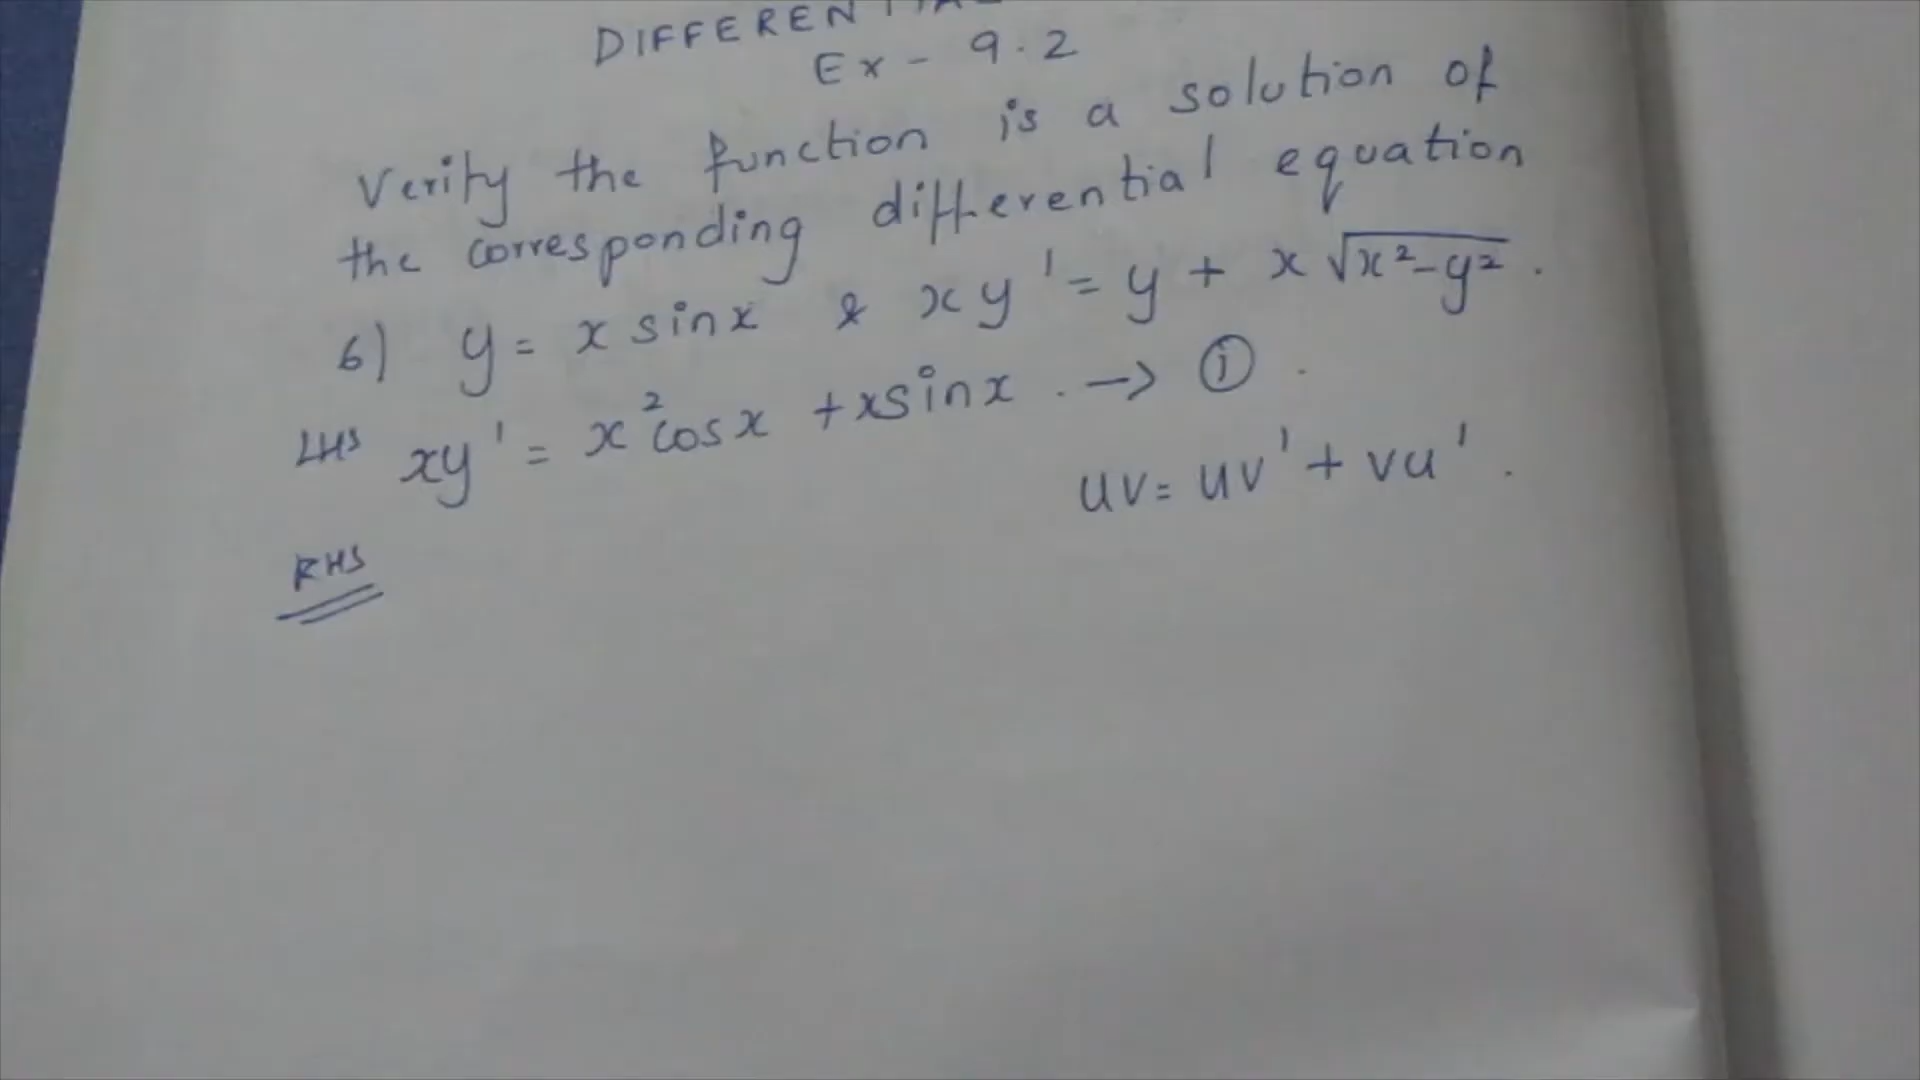 DIFFERENTIAL
Ex - 9.2
Verify the function is a solution of
the corresponding differential equation
6) y = x sinx & xy' = y + x √x²-y² .
LHS xy' = x²cosx + xsinx . → ① .
uv = uv' + vu' .
RHS